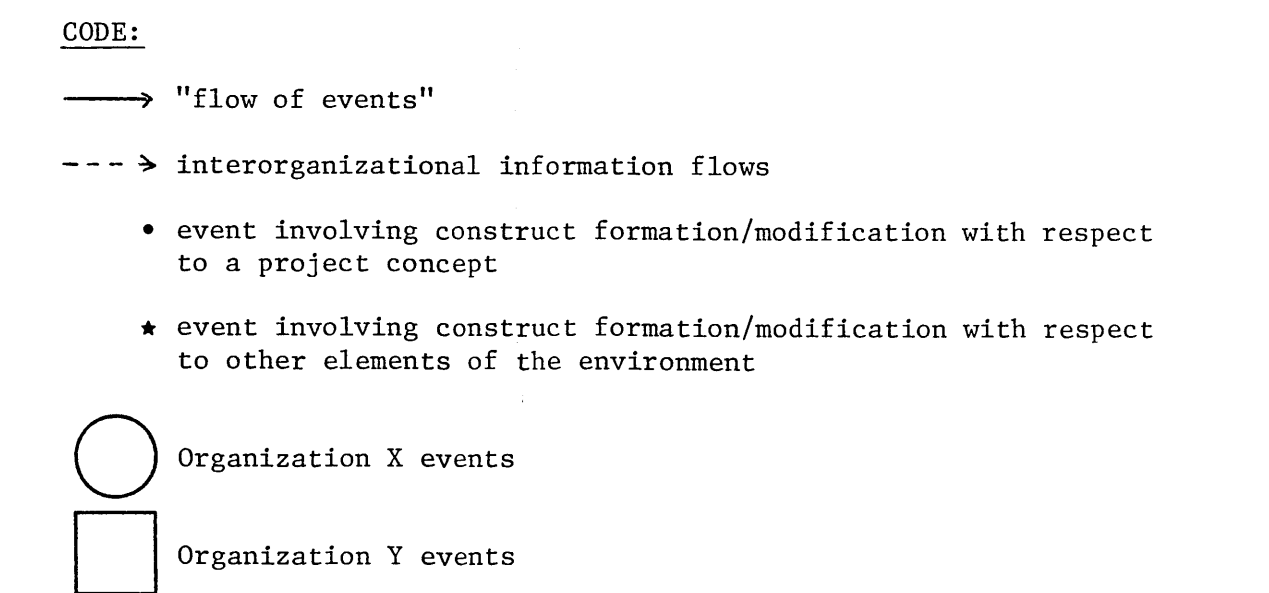 CODE:
"flow of events"
interorganizational information flows
event involving construct formation/modification with respect
to a project concept
event involving construct formation/modification with respect
to other elements of the environment
Organization X events
Organization Y events